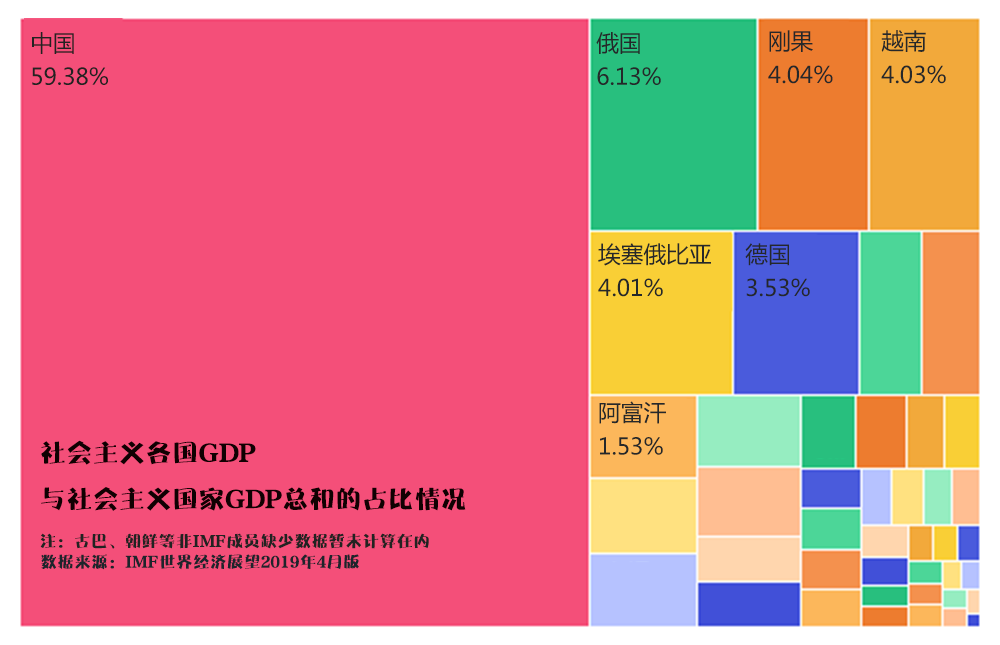 中国
59.38%
俄国
6.13%
刚果
4.04%
越南
4.03%
埃塞俄比亚
4.01%
德国
3.53%
阿富汗
1.53%
社会主义各国GDP
与社会主义国家GDP总和的占比情况
注：古巴、朝鲜等非IMF成员缺少数据暂未计算在内
数据来源：IMF世界经济展望2019年4月版